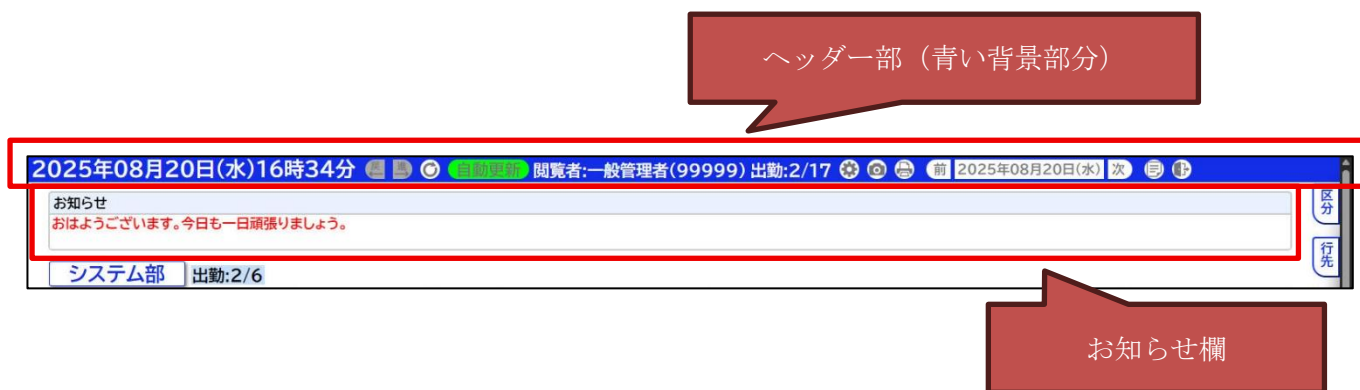 ヘッダー部（青い背景部分）
2025年08月20日(水)16時34分 自動更新 閲覧者:一般管理者(99999) 出勤:2/17 前 2025年08月20日(水) 次
お知らせ
おはようございます。今日も一日頑張りましょう。
区分
行先
システム部 出勤:2/6
お知らせ欄